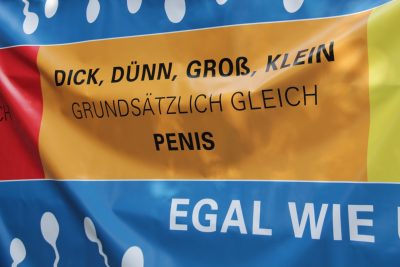 DICK, DÜNN, GROß, KLEIN
GRUNDSÄTZLICH GLEICH
PENIS
EGAL WIE